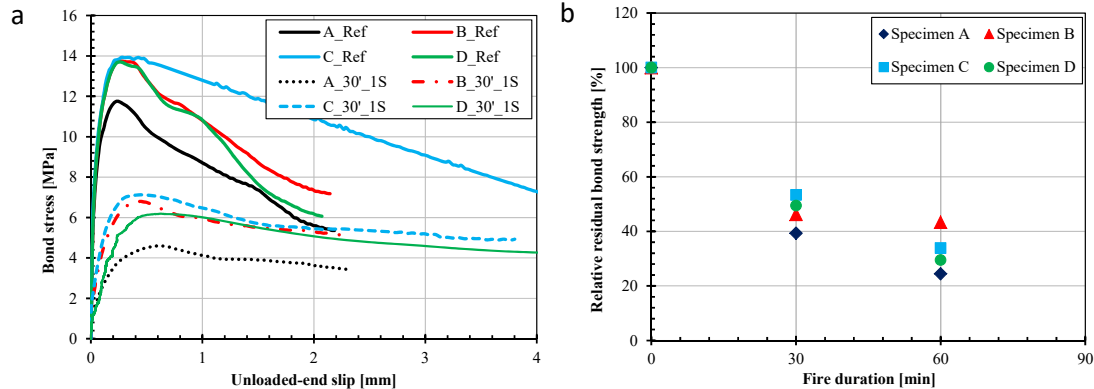 a
16
14
12
10
8
6
4
2
0
Bond stress [MPa]
A_Ref B_Ref
C_Ref D_Ref
A_30'_1S B_30'_1S
C_30'_1S D_30'_1S
0 1 2 3 4
Unloaded-end slip [mm]
b
120
100
80
60
40
20
0
Relative residual bond strength [%]
Specimen A Specimen B
Specimen C Specimen D
0 30 60 90
Fire duration [min]